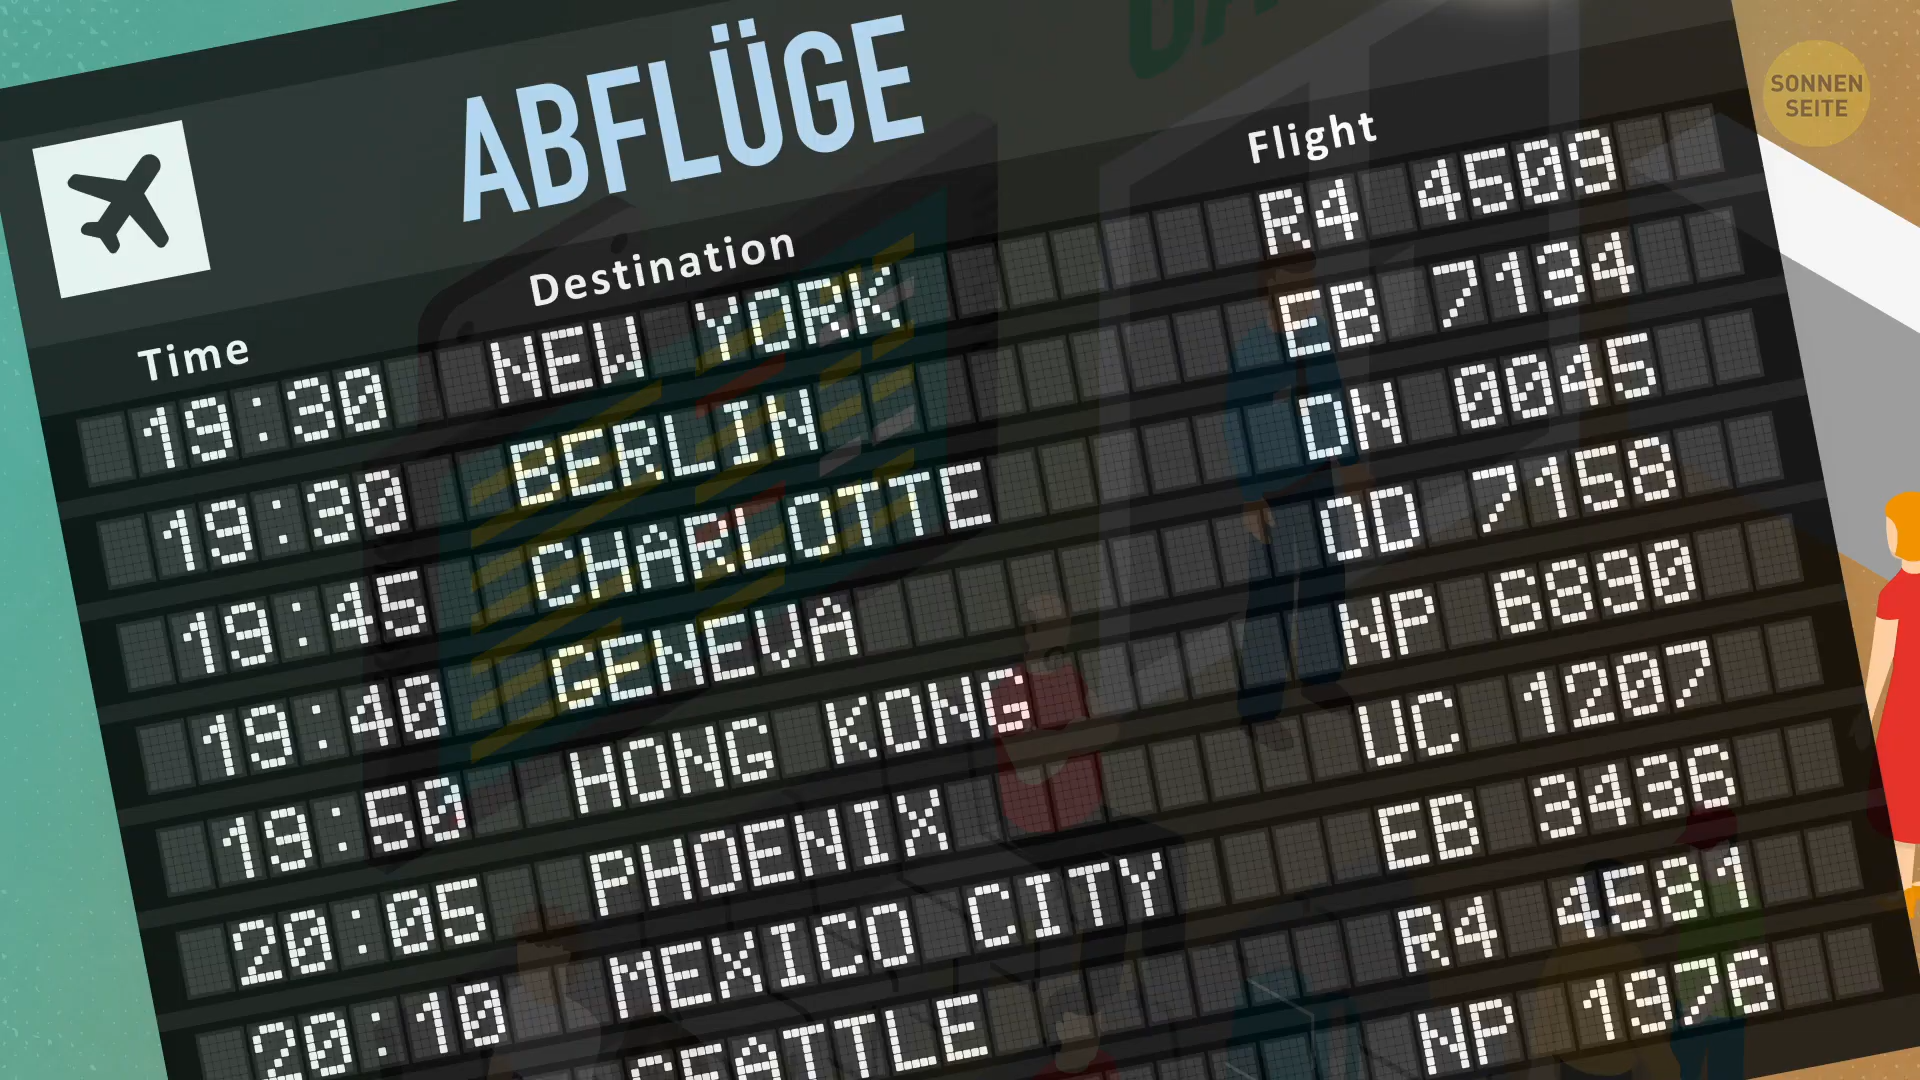 ABFLÜGE
SONNEN
SEITE
Time Destination Flight
19:30 NEW YORK R4 4509
19:30 BERLIN EB 7134
19:45 CHARLOTTE DN 0045
19:40 GENEVA OD 7158
19:50 HONG KONG NP 6890
20:05 PHOENIX UC 1207
20:10 MEXICO CITY EB 3436
SEATTLE R4 4581
NP 1976